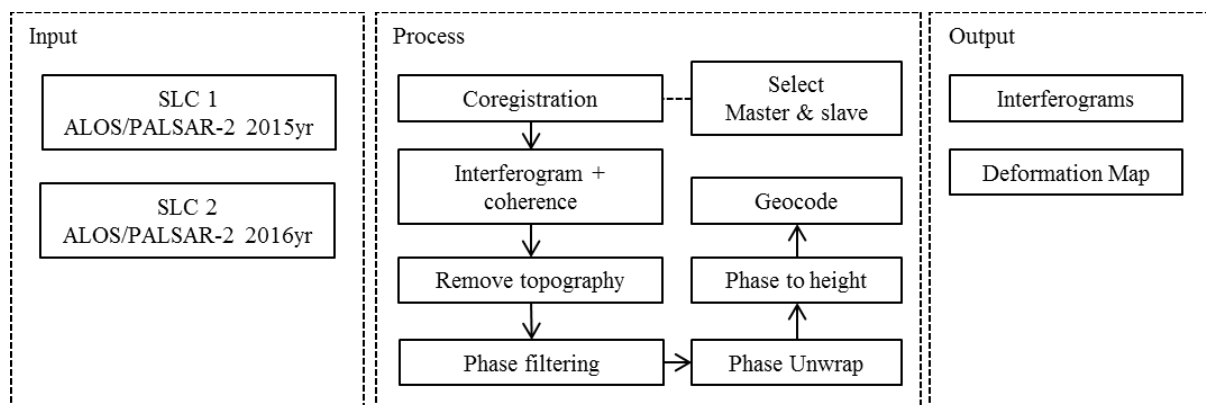 Input
SLC 1
ALOS/PALSAR-2 2015yr
SLC 2
ALOS/PALSAR-2 2016yr
Process
Coregistration
Select
Master & slave
Interferogram +
coherence
Geocode
Remove topography
Phase to height
Phase filtering
Phase Unwrap
Output
Interferograms
Deformation Map